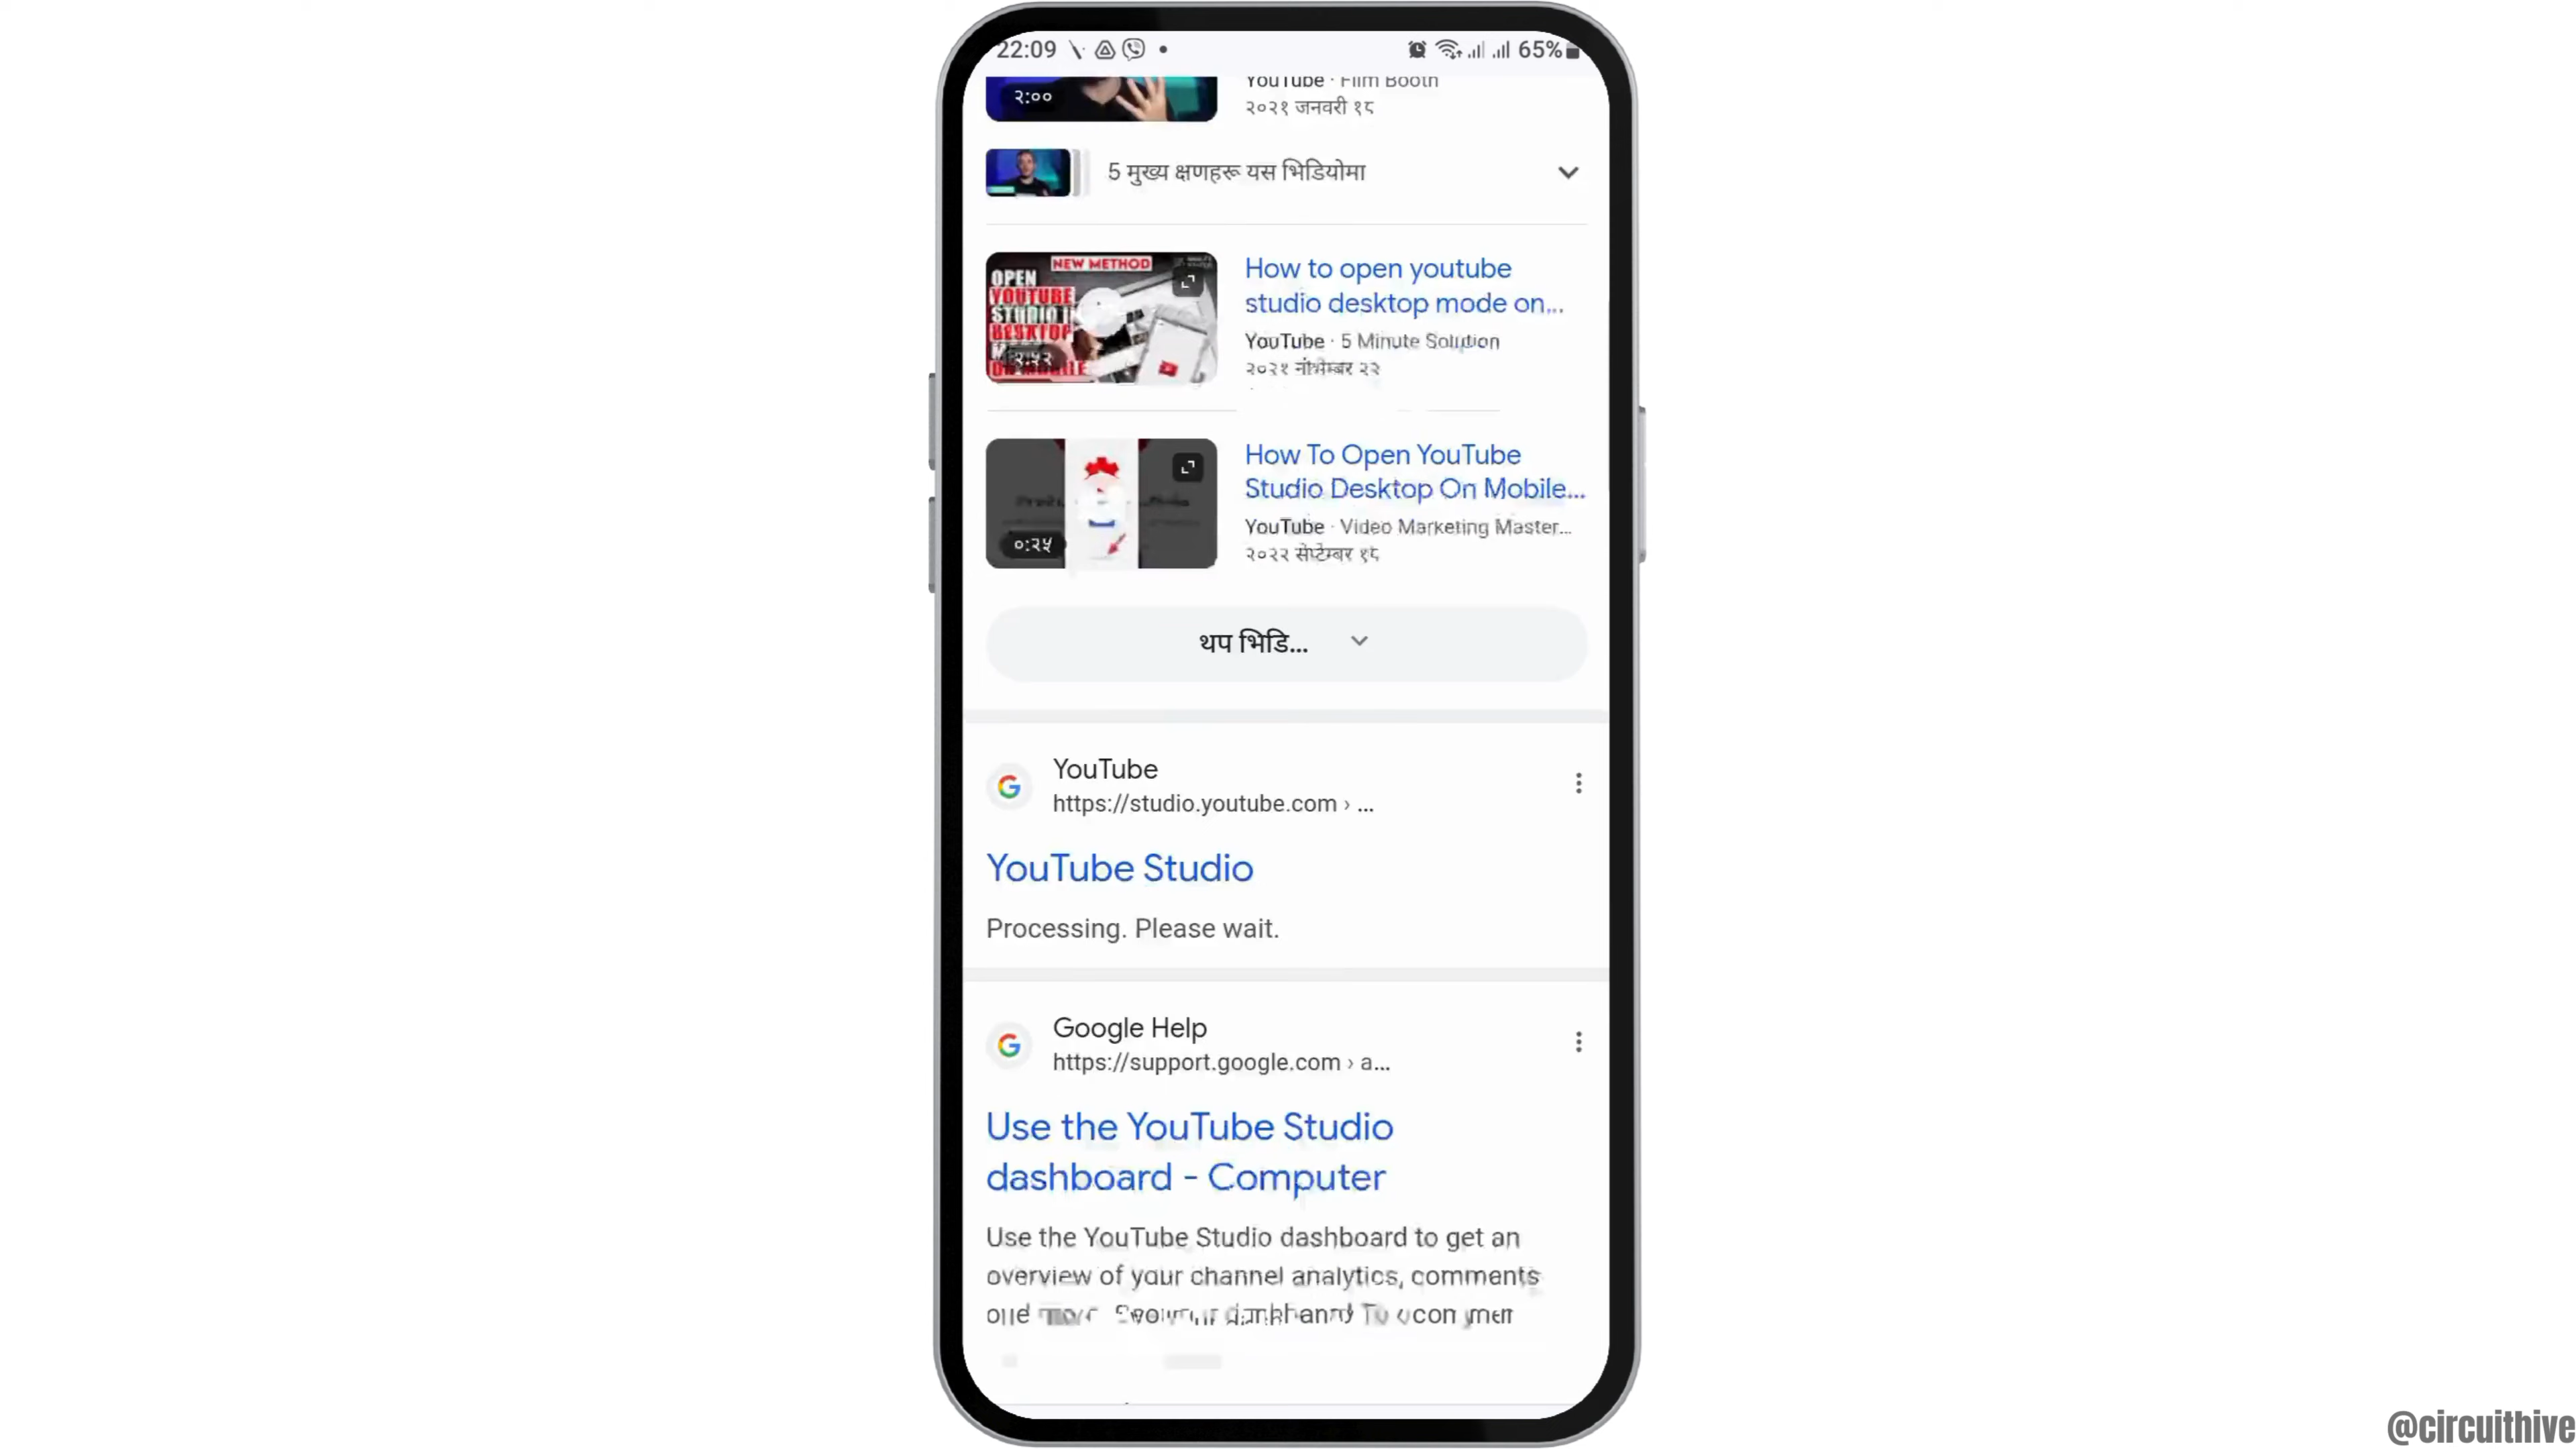 22:09
65%
२:००
YouTube · Film Booth
२०२१ जनवरी १८
5 मुख्य क्षणहरू यस भिडियोमा
NEW METHOD
OPEN
YOUTUBE
STUDIO
DESKTOP
How to open youtube
studio desktop mode on...
YouTube · 5 Minute Solution
२०२१ नोभेम्बर २२
How To Open YouTube
Studio Desktop On Mobile...
YouTube · Video Marketing Master...
२०२२ सेप्टेम्बर १८
०:२५
थप भिडि...
YouTube
https://studio.youtube.com › ...
YouTube Studio
Processing. Please wait.
Google Help
https://support.google.com › a...
Use the YouTube Studio
dashboard - Computer
Use the YouTube Studio dashboard to get an
overview of your channel analytics, comments
@circuithive